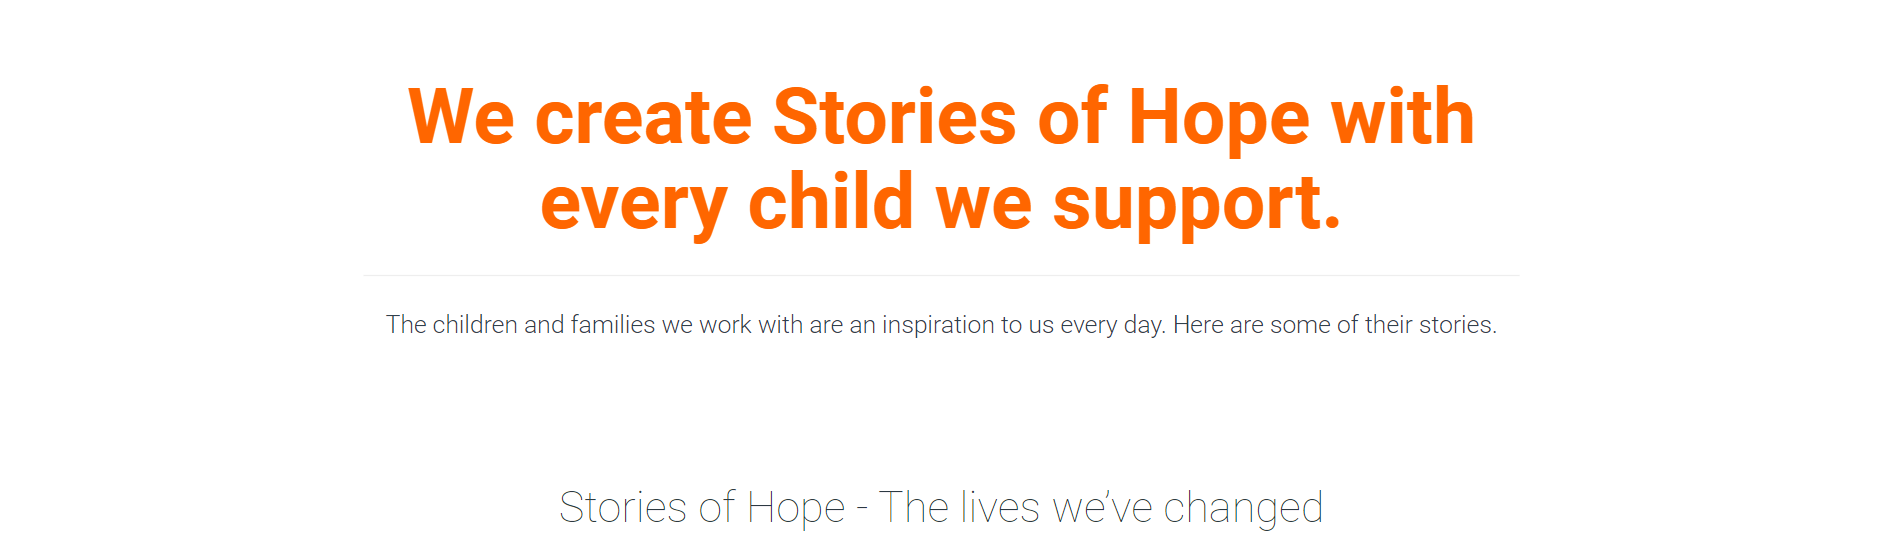 We create Stories of Hope with
every child we support.
The children and families we work with are an inspiration to us every day. Here are some of their stories.
Stories of Hope - The lives we’ve changed